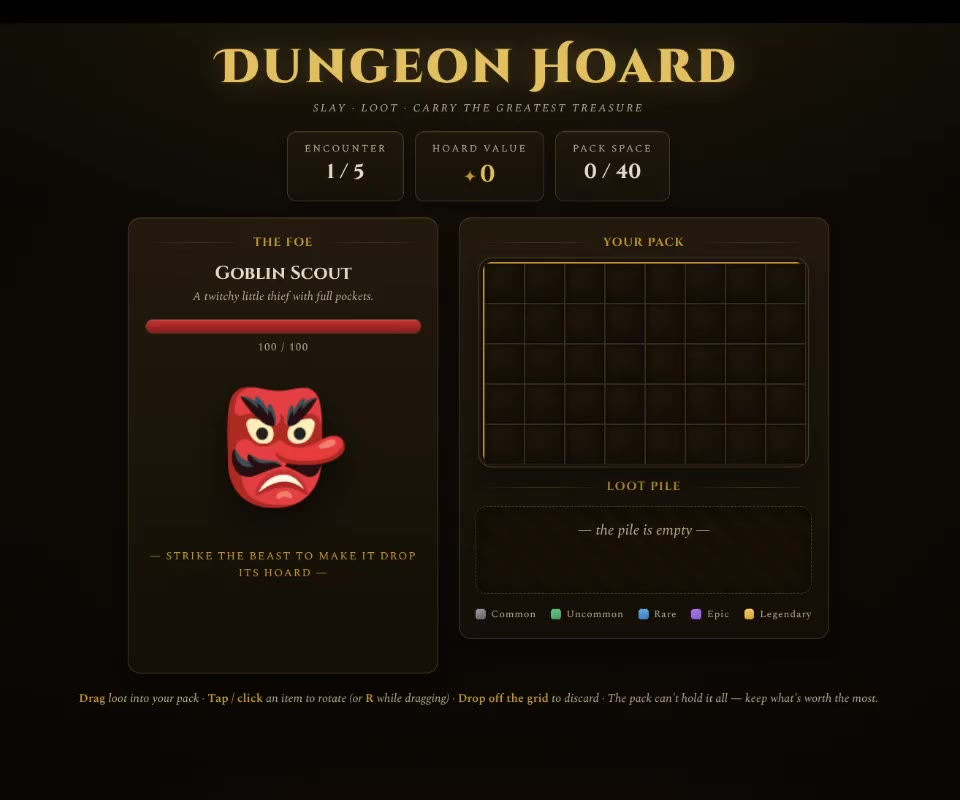 DUNGEON HOARD
SLAY · LOOT · CARRY THE GREATEST TREASURE
ENCOUNTER
1 / 5
HOARD VALUE
✦ 0
PACK SPACE
0 / 40
THE FOE
Goblin Scout
A twitchy little thief with full pockets.
100 / 100
— STRIKE THE BEAST TO MAKE IT DROP
ITS HOARD —
YOUR PACK
LOOT PILE
— the pile is empty —
Common Uncommon Rare Epic Legendary
Drag loot into your pack · Tap / click an item to rotate (or R while dragging) · Drop off the grid to discard · The pack can't hold it all — keep what's worth the most.